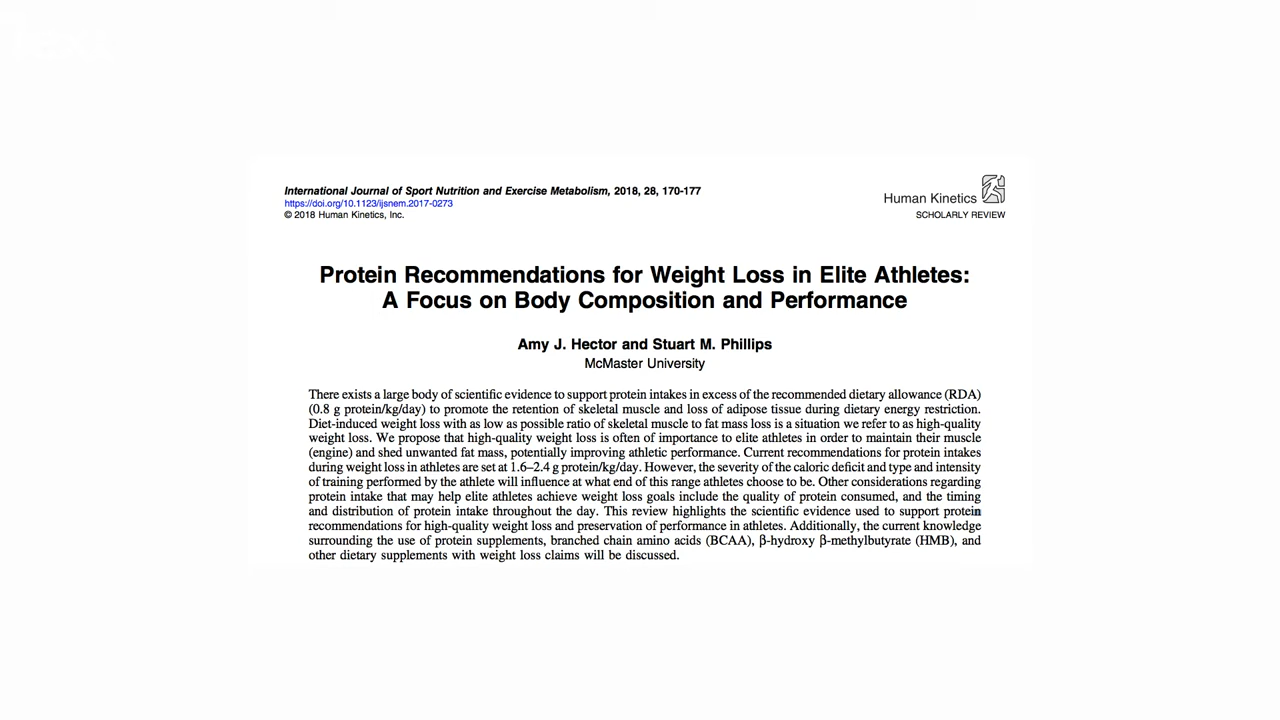 International Journal of Sport Nutrition and Exercise Metabolism, 2018, 28, 170-177
https://doi.org/10.1123/ijsnem.2017-0273
© 2018 Human Kinetics, Inc.
Human Kinetics
SCHOLARLY REVIEW
Protein Recommendations for Weight Loss in Elite Athletes:
A Focus on Body Composition and Performance
Amy J. Hector and Stuart M. Phillips
McMaster University
There exists a large body of scientific evidence to support protein intakes in excess of the recommended dietary allowance (RDA)
(0.8 g protein/kg/day) to promote the retention of skeletal muscle and loss of adipose tissue during dietary energy restriction.
Diet-induced weight loss with as low as possible ratio of skeletal muscle to fat mass loss is a situation we refer to as high-quality
weight loss. We propose that high-quality weight loss is often of importance to elite athletes in order to maintain their muscle
(engine) and shed unwanted fat mass, potentially improving athletic performance. Current recommendations for protein intakes
during weight loss in athletes are set at 1.6–2.4 g protein/kg/day. However, the severity of the caloric deficit and type and intensity
of training performed by the athlete will influence at what end of this range athletes choose to be. Other considerations regarding
protein intake that may help elite athletes achieve weight loss goals include the quality of protein consumed, and the timing
and distribution of protein intake throughout the day. This review highlights the scientific evidence used to support protein
recommendations for high-quality weight loss and preservation of performance in athletes. Additionally, the current knowledge
surrounding the use of protein supplements, branched chain amino acids (BCAA), β-hydroxy β-methylbutyrate (HMB), and
other dietary supplements with weight loss claims will be discussed.